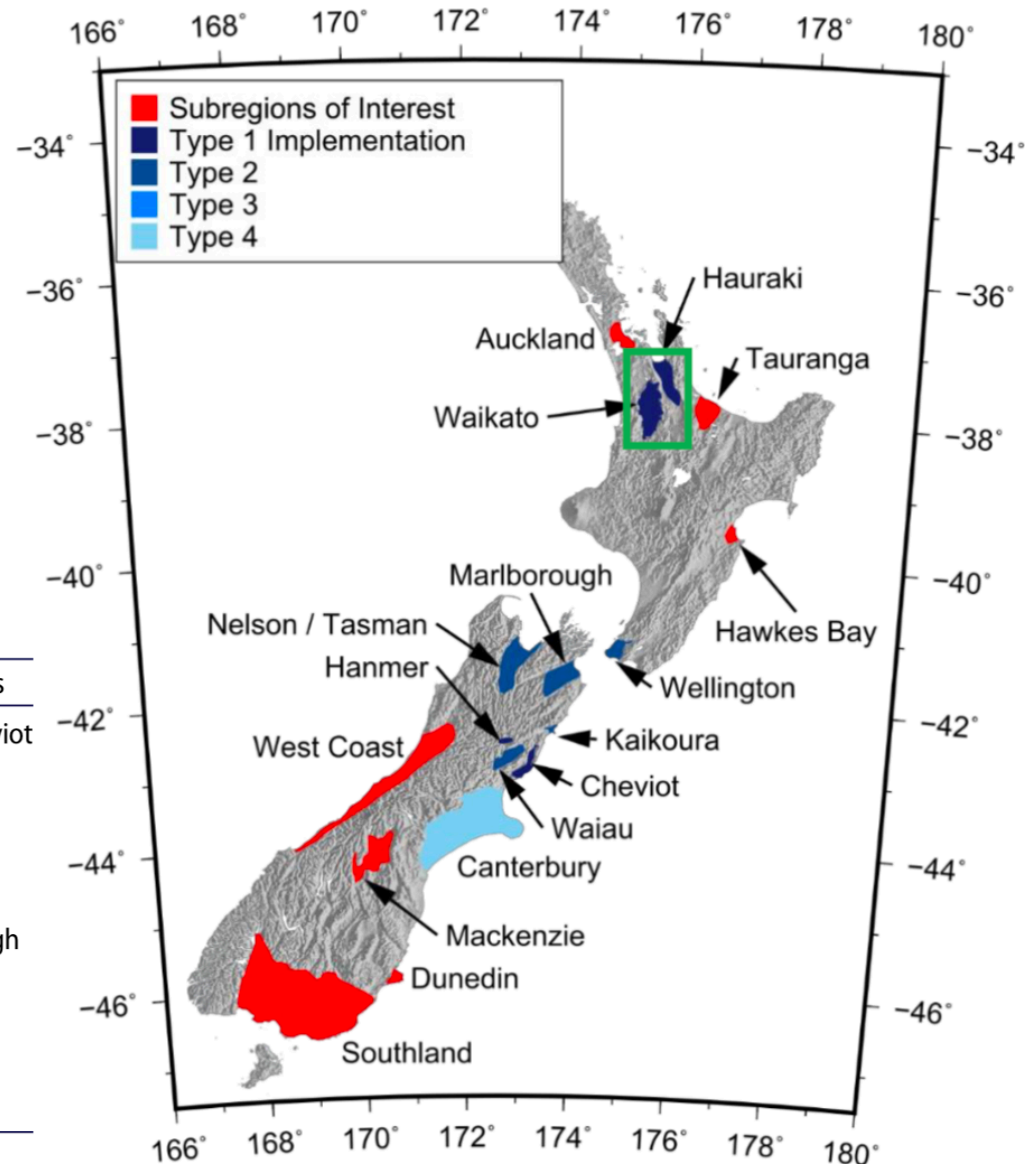 166° 168° 170° 172° 174° 176° 178° 180°
Subregions of Interest
Type 1 Implementation
Type 2
Type 3
Type 4
−34° −34°
−36° −36°
Hauraki
Auckland
Tauranga
Waikato
−38° −38°
−40° −40°
Marlborough
Nelson / Tasman
Hawkes Bay
Hanmer
Wellington
−42° −42°
West Coast
Kaikoura
Cheviot
Waiau
−44° −44°
Canterbury
Mackenzie
Dunedin
−46° −46°
Southland
166° 168° 170° 172° 174° 176° 178° 180°
s
viot
gh